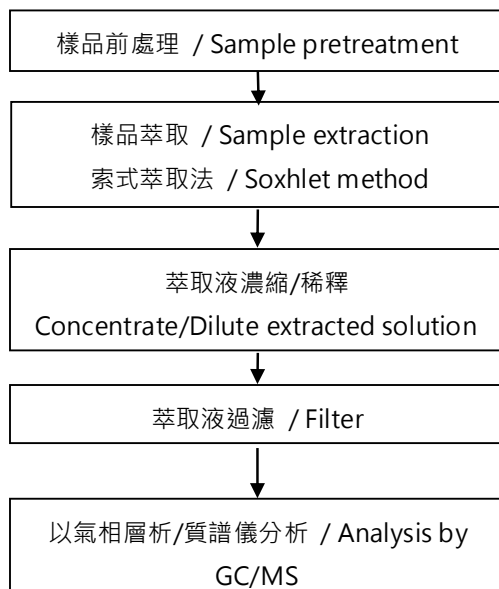 樣品前處理 / Sample pretreatment
樣品萃取 / Sample extraction
索式萃取法 / Soxhlet method
萃取液濃縮/稀釋
Concentrate/Dilute extracted solution
萃取液過濾 / Filter
以氣相層析/質譜儀分析 / Analysis by
GC/MS